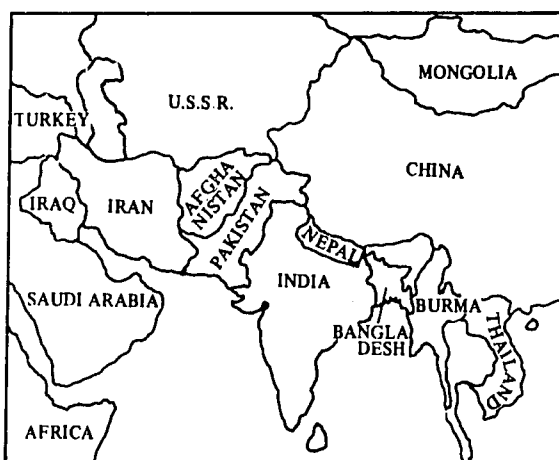 MONGOLIA
U.S.S.R.
TURKEY
CHINA
AFGHA
NISTAN
IRAQ
IRAN
PAKISTAN
NEPAL
INDIA
SAUDI ARABIA
BURMA
THAILAND
BANGLA
DESH
AFRICA